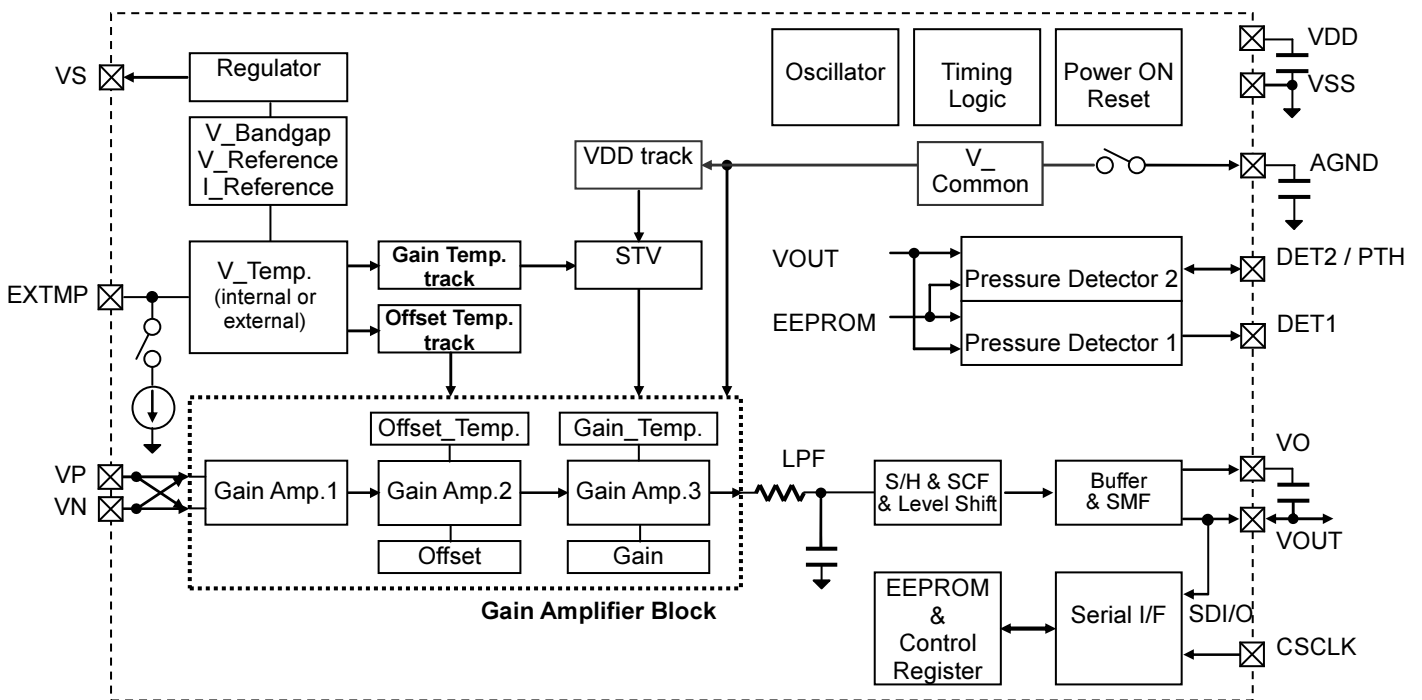 VS
Regulator
V_Bandgap
V_Reference
I_Reference
Oscillator
Timing
Logic
Power ON
Reset
VDD
VSS
VDD track
V_
Common
AGND
EXTMP
V_Temp.
(internal or
external)
Gain Temp.
track
STV
Offset Temp.
track
VOUT
EEPROM
Pressure Detector 2
Pressure Detector 1
DET2 / PTH
DET1
VP
VN
Offset_Temp.
Gain_Temp.
Gain Amp.1
Gain Amp.2
Gain Amp.3
Offset
Gain
Gain Amplifier Block
LPF
S/H & SCF
& Level Shift
Buffer
& SMF
VO
VOUT
EEPROM
&
Control
Register
Serial I/F
SDI/O
CSCLK